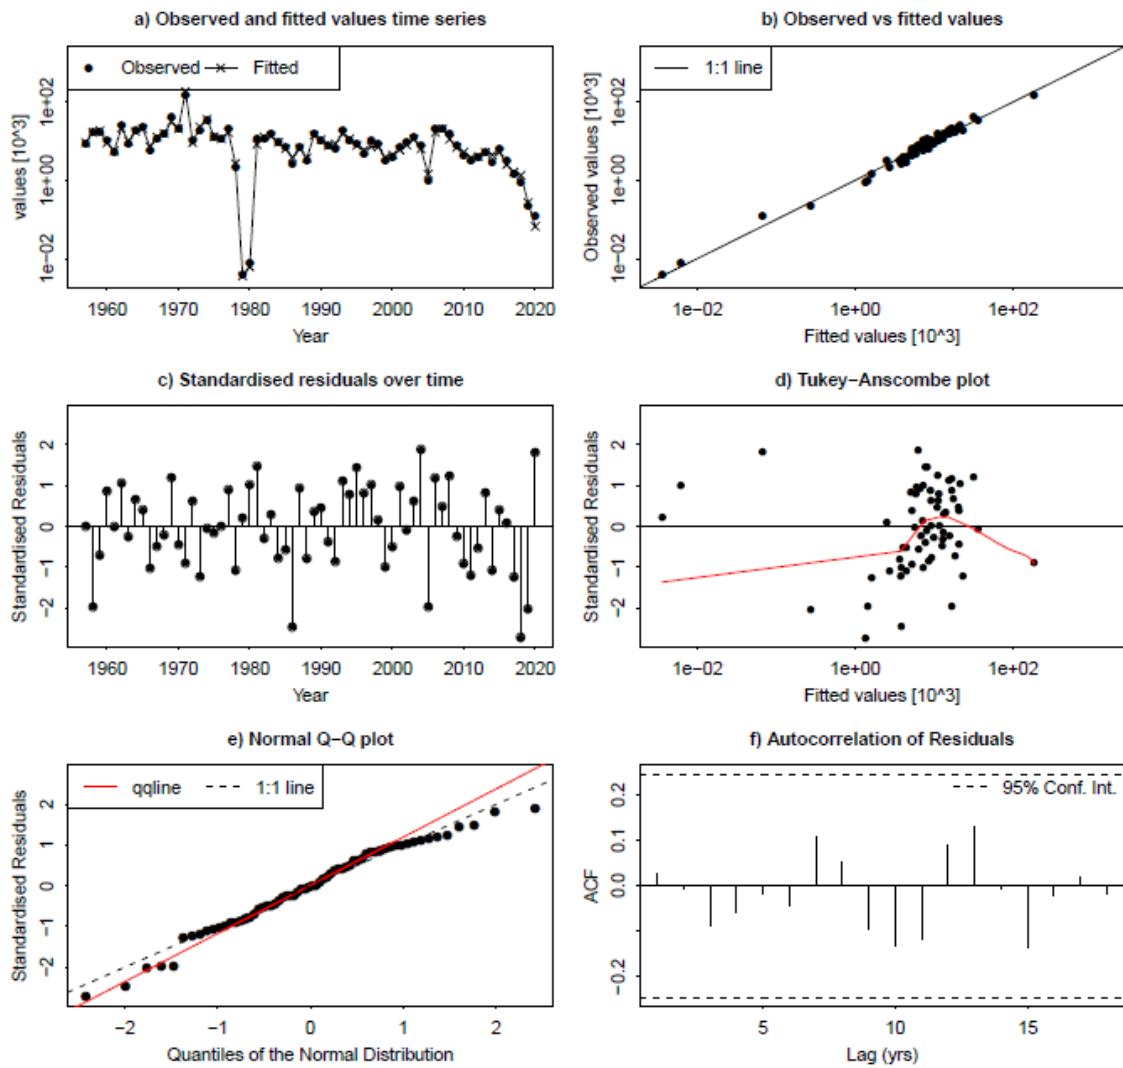 a) Observed and fitted values time series
Observed Fitted
values [10^3]
1e+02
1e+00
1e-02
1960 1970 1980 1990 2000 2010 2020
Year
b) Observed vs fitted values
1:1 line
Observed values [10^3]
1e+02
1e+00
1e-02
1e-02 1e+00 1e+02
Fitted values [10^3]
c) Standardised residuals over time
Standardised Residuals
2
1
0
-1
-2
1960 1970 1980 1990 2000 2010 2020
Year
d) Tukey-Anscombe plot
Standardised Residuals
2
1
0
-1
-2
1e-02 1e+00 1e+02
Fitted values [10^3]
e) Normal Q-Q plot
qqline 1:1 line
Standardised Residuals
2
1
0
-1
-2
-2 -1 0 1 2
Quantiles of the Normal Distribution
f) Autocorrelation of Residuals
95% Conf. Int.
ACF
0.2
0.1
0.0
-0.2
5 10 15
Lag (yrs)